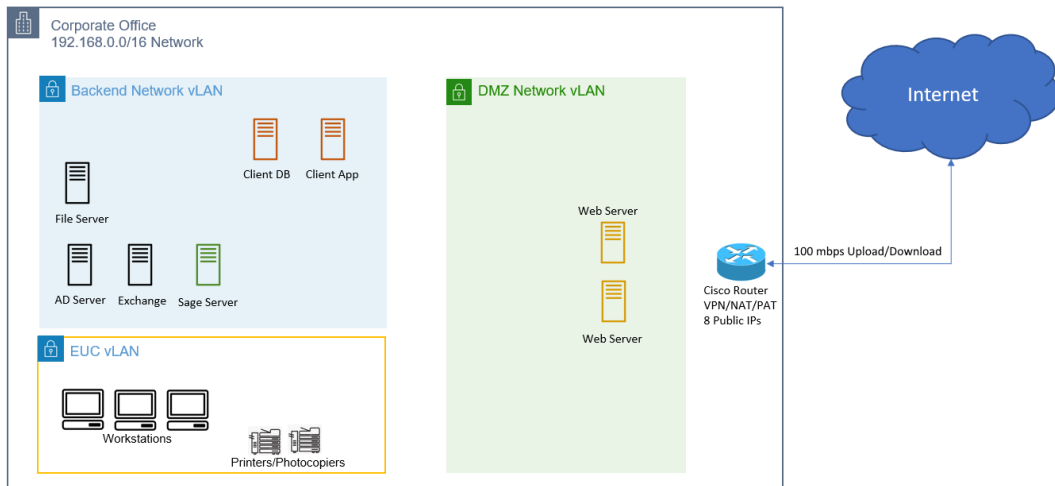 Corporate Office
192.168.0.0/16 Network
Backend Network vLAN
Client DB
Client App
File Server
AD Server
Exchange
Sage Server
EUC vLAN
Workstations
Printers/Photocopiers
DMZ Network vLAN
Web Server
Web Server
Cisco Router
VPN/NAT/PAT
8 Public IPs
100 mbps Upload/Download
Internet